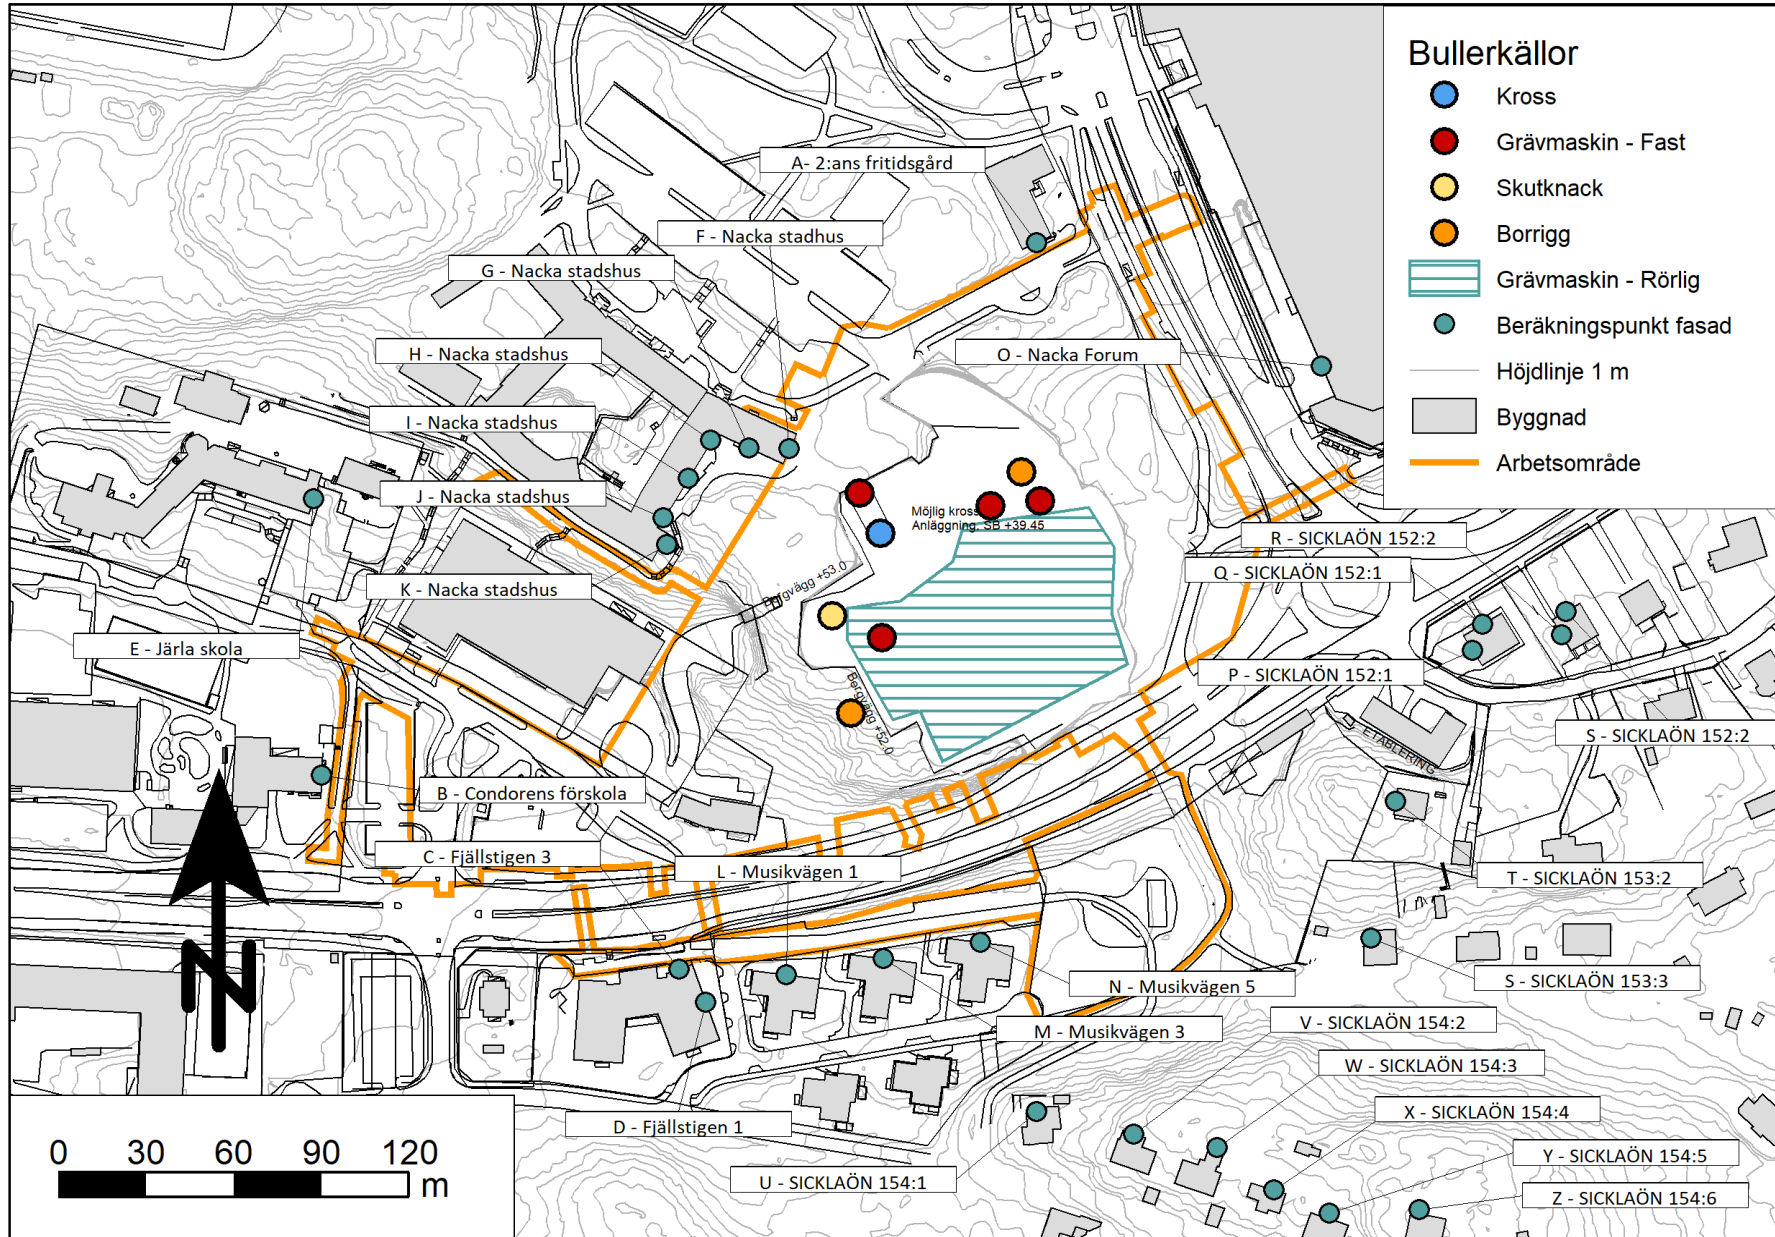 Bullerkällor
Kross
Grävmaskin - Fast
Skutknack
Borrigg
Grävmaskin - Rörlig
Beräkningspunkt fasad
Höjdlinje 1 m
Byggnad
Arbetsområde
A- 2:ans fritidsgård
F - Nacka stadhus
G - Nacka stadshus
H - Nacka stadshus
O - Nacka Forum
I - Nacka stadshus
J - Nacka stadshus
Möjlig kross
Anläggning, SB +39.45
R - SICKLAÖN 152:2
Q - SICKLAÖN 152:1
K - Nacka stadshus
Bergvägg +53.0
E - Järla skola
P - SICKLAÖN 152:1
Bergvägg +52.0
S - SICKLAÖN 152:2
ETABLERING
B - Condorens förskola
C - Fjällstigen 3
L - Musikvägen 1
T - SICKLAÖN 153:2
N - Musikvägen 5
S - SICKLAÖN 153:3
M - Musikvägen 3
V - SICKLAÖN 154:2
W - SICKLAÖN 154:3
X - SICKLAÖN 154:4
D - Fjällstigen 1
Y - SICKLAÖN 154:5
U - SICKLAÖN 154:1
Z - SICKLAÖN 154:6
N
0 30 60 90 120
m